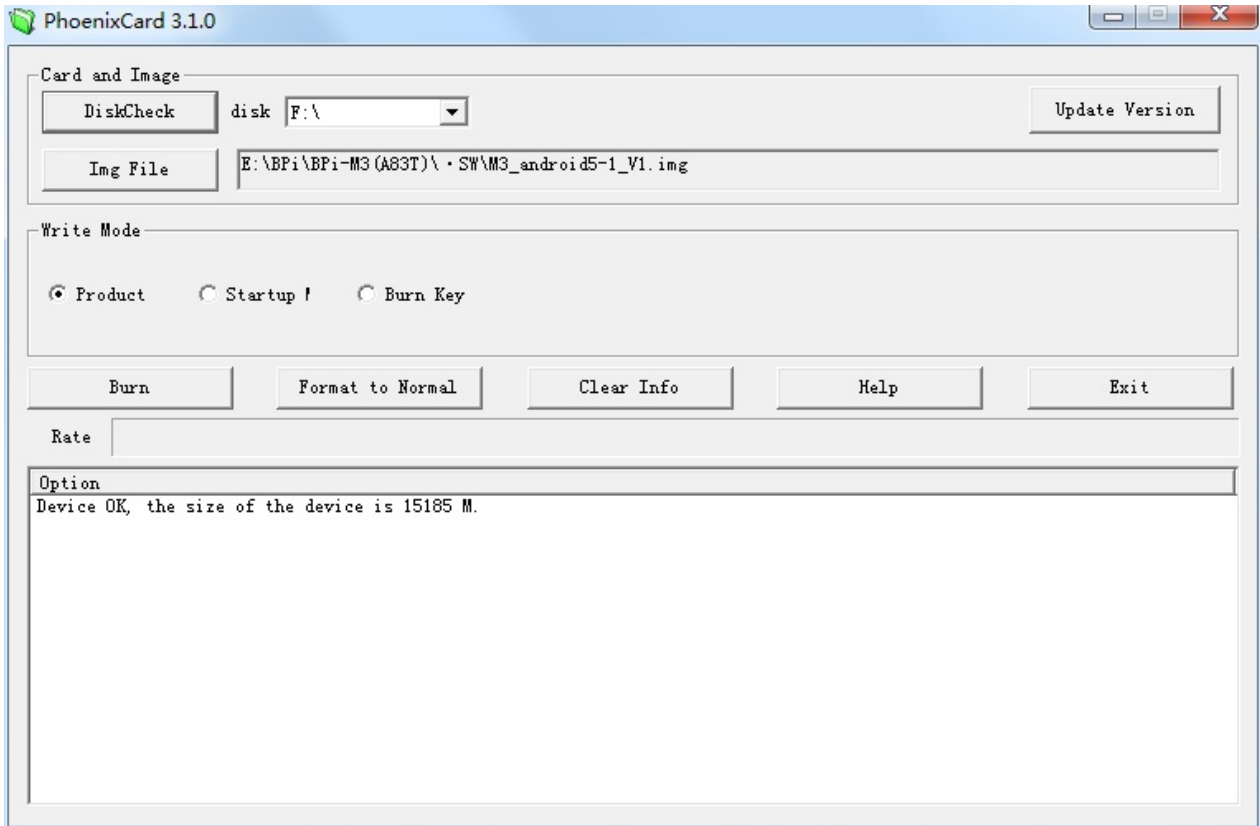 PhoenixCard 3.1.0
Card and Image
DiskCheck disk F:\ Update Version
Img File E:\BPi\BPi-M3(A83T)\·SW\M3_android5-1_V1.img
Write Mode
Product Startup Burn Key
Burn Format to Normal Clear Info Help Exit
Rate
Option
Device OK, the size of the device is 15185 M.